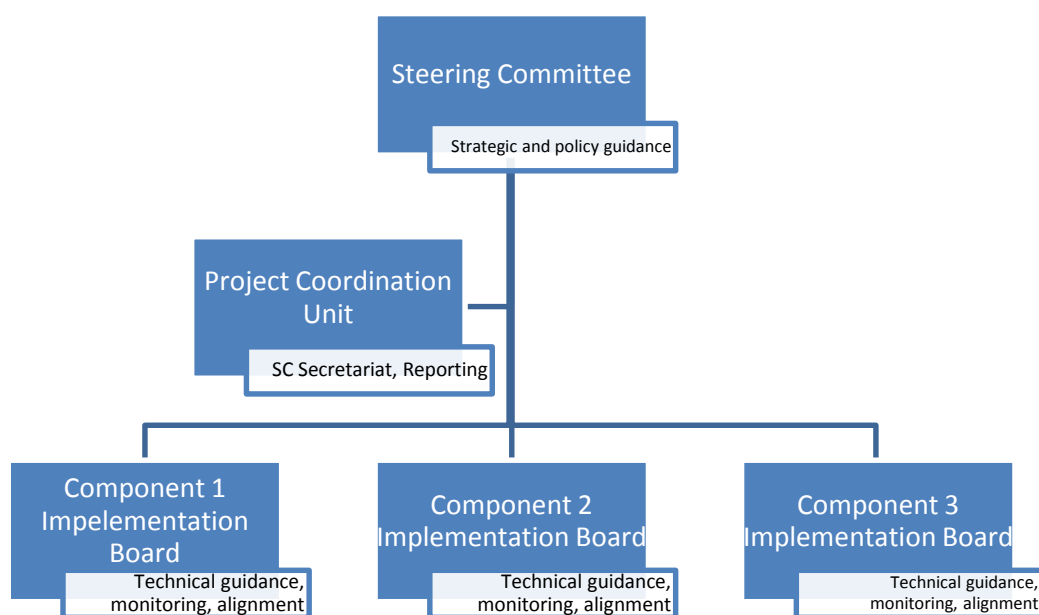 Steering Committee
Strategic and policy guidance
Project Coordination
Unit
SC Secretariat, Reporting
Component 1
Impelementation
Board
Technical guidance,
monitoring, alignment
Component 2
Implementation Board
Technical guidance,
monitoring, alignment
Component 3
Implementation Board
Technical guidance,
monitoring, alignment